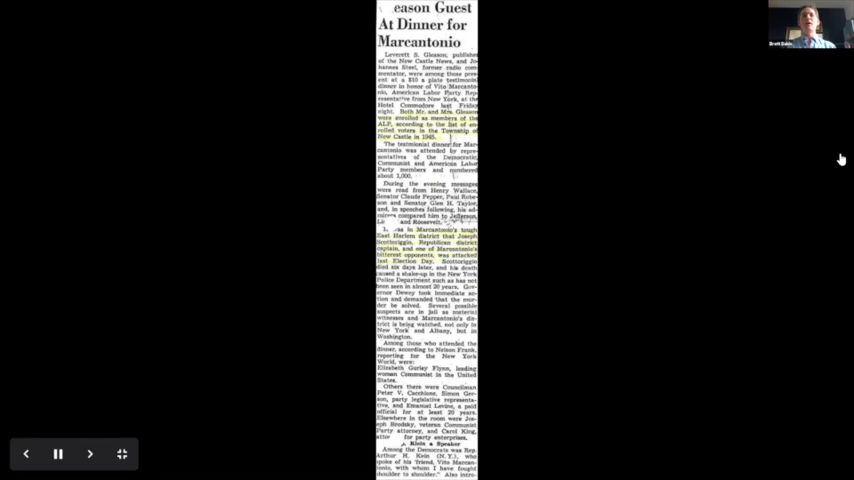 eason Guest
At Dinner for
Marcantonio
Leverett S. Gleason, publisher
of the New Castle News, and Jo-
hannes Steel, former radio com-
mentator, were among those pres-
ent at a $10 a plate testimonial
dinner in honor of Vito Marcanto-
nio, American Labor Party Rep-
resentative from New York, at the
Hotel Commodore last Friday
night. Both Mr. and Mrs. Gleason
were enrolled as members of the
ALP, according to the list of en-
rolled voters in the Township of
New Castle in 1945.
The testimonial dinner for Mar-
cantonio was attended by repre-
sentatives of the Democratic,
Communist and American Labor
Party members and numbered
about 1,000.
During the evening messages
were read from Henry Wallace,
Senator Claude Pepper, Paul Robe-
son and Senator Glen H. Taylor,
and, in speeches following, his ad-
mirers compared him to Jefferson,
and Roosevelt.
as in Marcantonio's tough
East Harlem district that Joseph
Scottoriggio, Republican district
captain, and one of Marcantonio's
bitterest opponents, was attacked
last Election Day. Scottoriggio
died six days later, and his death
caused a shake-up in the New York
Police Department such as has not
been seen in almost 20 years. Gov-
ernor Dewey took immediate ac-
tion and demanded that the mur-
der be solved. Several possible
suspects are in jail as material
witnesses and Marcantonio's dis-
trict is being watched, not only in
New York and Albany, but in
Washington.
Among those who attended the
dinner, according to Nelson Frank,
reporting for the New York
World, were:
Elizabeth Gurley Flynn, leading
woman Communist in the United
States.
Others there were Councilman
Peter V. Cacchione, Simon Ger-
son, party legislative representa-
tive, and Emanuel Levine, a paid
official for at least 20 years.
Elsewhere in the room were Jos-
eph Brodsky, veteran Communist
Party attorney, and Carol King,
for party enterprises.
Klein a Speaker
Among the Democrats was Rep.
Arthur H. Klein (N.Y.), who
spoke of his "friend, Vito Marcan-
tonio, with whom I have fought
shoulder to shoulder." Also intro-